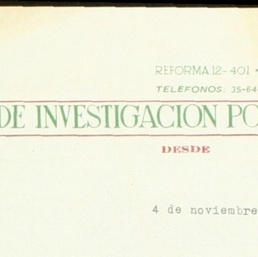 REFORMA 12-401 •
TELEFONOS: 35-64
DE INVESTIGACION PO
DESDE
4 de noviembre